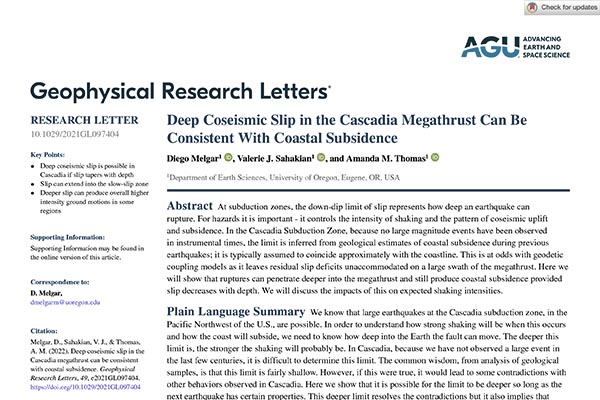 Check for updates
AGU ADVANCING
EARTH AND
SPACE SCIENCE
Geophysical Research Letters®
RESEARCH LETTER
10.1029/2021GL097404
Key Points:
• Deep coseismic slip is possible in
Cascadia if slip tapers with depth
• Slip can extend into the slow-slip zone
• Deeper slip can produce overall higher
intensity ground motions in some
regions
Supporting Information:
Supporting Information may be found in
the online version of this article.
Correspondence to:
D. Melgar,
dmelgarm@uoregon.edu
Citation:
Melgar, D., Sahakian, V. J., & Thomas,
A. M. (2022). Deep coseismic slip in the
Cascadia megathrust can be consistent
with coastal subsidence. Geophysical
Research Letters, 49, e2021GL097404.
https://doi.org/10.1029/2021GL097404
Deep Coseismic Slip in the Cascadia Megathrust Can Be
Consistent With Coastal Subsidence
Diego Melgar¹, Valerie J. Sahakian¹, and Amanda M. Thomas¹
¹Department of Earth Sciences, University of Oregon, Eugene, OR, USA
Abstract At subduction zones, the down-dip limit of slip represents how deep an earthquake can
rupture. For hazards it is important - it controls the intensity of shaking and the pattern of coseismic uplift
and subsidence. In the Cascadia Subduction Zone, because no large magnitude events have been observed
in instrumental times, the limit is inferred from geological estimates of coastal subsidence during previous
earthquakes; it is typically assumed to coincide approximately with the coastline. This is at odds with geodetic
coupling models as it leaves residual slip deficits unaccommodated on a large swath of the megathrust. Here we
will show that ruptures can penetrate deeper into the megathrust and still produce coastal subsidence provided
slip decreases with depth. We will discuss the impacts of this on expected shaking intensities.
Plain Language Summary We know that large earthquakes at the Cascadia subduction zone, in the
Pacific Northwest of the U.S., are possible. In order to understand how strong shaking will be when this occurs
and how the coast will subside, we need to know how deep into the Earth the fault can move. The deeper this
limit is, the stronger the shaking will probably be. In Cascadia, because we have not observed a large event in
the last few centuries, it is difficult to determine this limit. The common wisdom, from analysis of geological
samples, is that this limit is fairly shallow. However, if this were true, it would lead to some contradictions with
other behaviors observed in Cascadia. Here we show that it is possible for the limit to be deeper so long as the
next earthquake has certain properties. This deeper limit resolves the contradictions but it also implies that